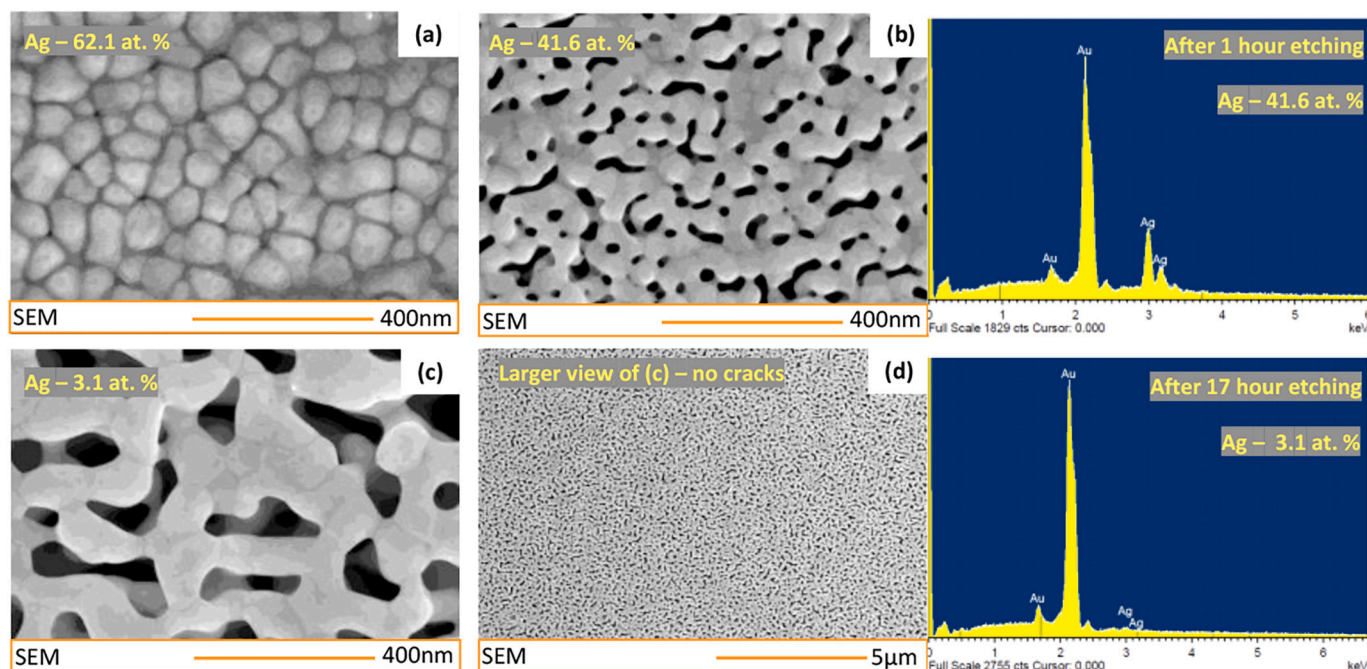 Ag – 62.1 at. %
(a)
SEM
400nm
Ag – 41.6 at. %
(b)
SEM
400nm
After 1 hour etching
Ag – 41.6 at. %
Au
Au
Ag
Ag
0 1 2 3 4 5 6
Full Scale 1829 cts Cursor: 0.000
keV
Ag – 3.1 at. %
(c)
SEM
400nm
Larger view of (c) – no cracks
(d)
SEM
5µm
After 17 hour etching
Ag – 3.1 at. %
Au
Au
Ag
Ag
0 1 2 3 4 5 6
Full Scale 2755 cts Cursor: 0.000
keV